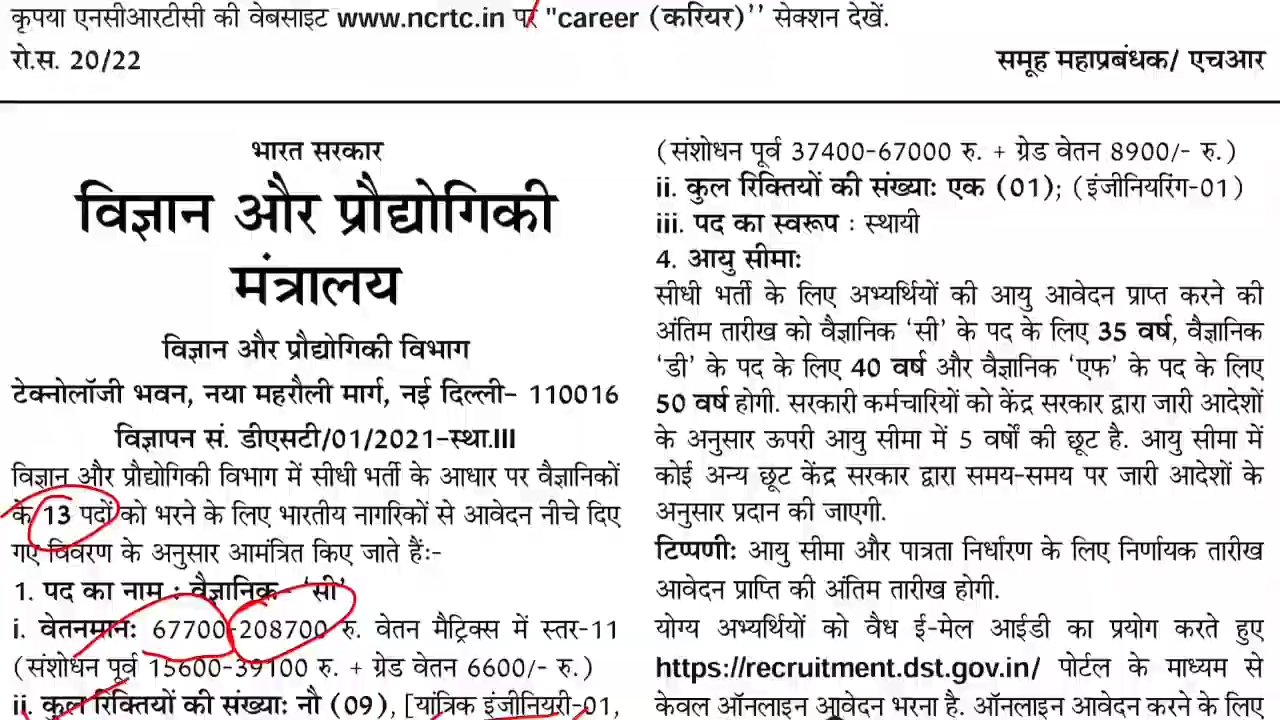 कृपया एनसीआरटीसी की वेबसाइट www.ncrtc.in पर "career (करियर)'' सेक्शन देखें.
रो.स. 20/22
समूह महाप्रबंधक/ एचआर
भारत सरकार
विज्ञान और प्रौद्योगिकी
मंत्रालय
विज्ञान और प्रौद्योगिकी विभाग
टेक्नोलॉजी भवन, नया महरौली मार्ग, नई दिल्ली- 110016
विज्ञापन सं. डीएसटी/01/2021-स्था.III
विज्ञान और प्रौद्योगिकी विभाग में सीधी भर्ती के आधार पर वैज्ञानिकों
के 13 पदों को भरने के लिए भारतीय नागरिकों से आवेदन नीचे दिए
गए विवरण के अनुसार आमंत्रित किए जाते हैं:-
1. पद का नाम : वैज्ञानिक- 'सी'
i. वेतनमान: 67700-208700 रु. वेतन मैट्रिक्स में स्तर-11
(संशोधन पूर्व 15600-39100 रु. + ग्रेड वेतन 6600/- रु.)
ii. कुल रिक्तियों की संख्या: नौ (09), [यांत्रिक इंजीनियरी-01,
(संशोधन पूर्व 37400-67000 रु. + ग्रेड वेतन 8900/- रु.)
ii. कुल रिक्तियों की संख्या: एक (01); (इंजीनियरिंग-01)
iii. पद का स्वरूप : स्थायी
4. आयु सीमा:
सीधी भर्ती के लिए अभ्यर्थियों की आयु आवेदन प्राप्त करने की
अंतिम तारीख को वैज्ञानिक 'सी' के पद के लिए 35 वर्ष, वैज्ञानिक
'डी' के पद के लिए 40 वर्ष और वैज्ञानिक 'एफ' के पद के लिए
50 वर्ष होगी. सरकारी कर्मचारियों को केंद्र सरकार द्वारा जारी आदेशों
के अनुसार ऊपरी आयु सीमा में 5 वर्षों की छूट है. आयु सीमा में
कोई अन्य छूट केंद्र सरकार द्वारा समय-समय पर जारी आदेशों के
अनुसार प्रदान की जाएगी.
टिप्पणी: आयु सीमा और पात्रता निर्धारण के लिए निर्णायक तारीख
आवेदन प्राप्ति की अंतिम तारीख होगी.
योग्य अभ्यर्थियों को वैध ई-मेल आईडी का प्रयोग करते हुए
https://recruitment.dst.gov.in/ पोर्टल के माध्यम से
केवल ऑनलाइन आवेदन भरना है. ऑनलाइन आवेदन करने के लिए